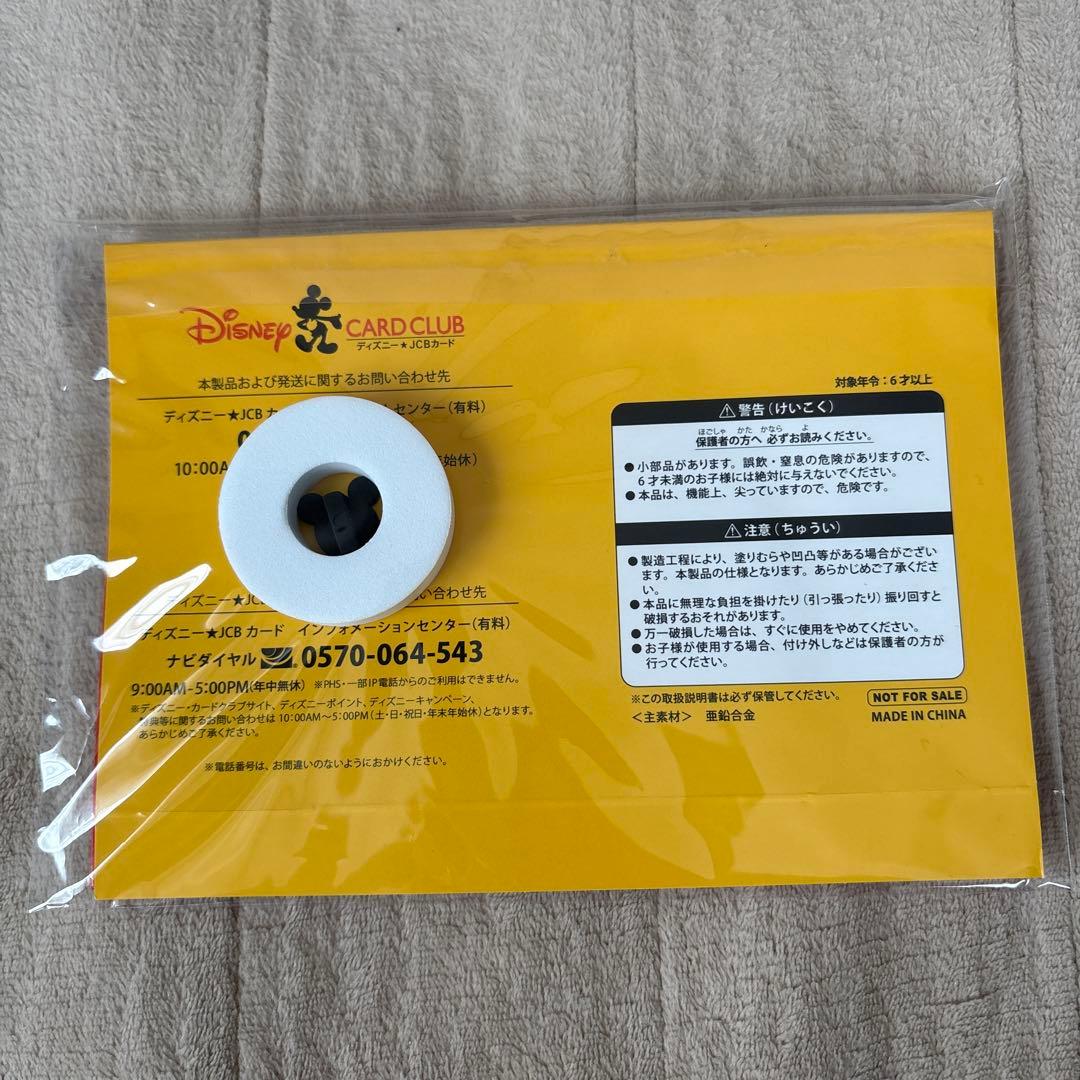 Disney CARD CLUB
ディズニー★JCBカード
本製品および発送に関するお問い合わせ先
ディズニー★JCB カー センター(有料)
10:00A 始休)
ディズニー★JC い合わせ先
ディズニー★JCB カード インフォメーションセンター(有料)
ナビダイヤル 0570-064-543
9:00AM-5:00PM(年中無休) ※PHS・一部IP電話からのご利用はできません。
※ディズニー・カードクラブサイト、ディズニーポイント、ディズニーキャンペーン、
特典等に関するお問い合わせは 10:00AM〜5:00PM(土・日・祝日・年末年始休)となります。
あらかじめご了承ください。
※電話番号は、お間違いのないようにおかけください。
対象年令:6才以上
⚠警告(けいこく)
ほごしゃ かた かなら よ
保護者の方へ 必ずお読みください。
●小部品があります。誤飲・窒息の危険がありますので、
6才未満のお子様には絶対に与えないでください。
●本品は、機能上、尖っていますので、危険です。
⚠注意(ちゅうい)
●製造工程により、塗りむらや凹凸等がある場合がござい
ます。本製品の仕様となります。あらかじめご了承くださ
い。
●本品に無理な負担を掛けたり(引っ張ったり)振り回すと
破損するおそれがあります。
●万一破損した場合は、すぐに使用をやめてください。
●お子様が使用する場合、付け外しなどは保護者の方が
行ってください。
※この取扱説明書は必ず保管してください。
NOT FOR SALE
<主素材> 亜鉛合金
MADE IN CHINA